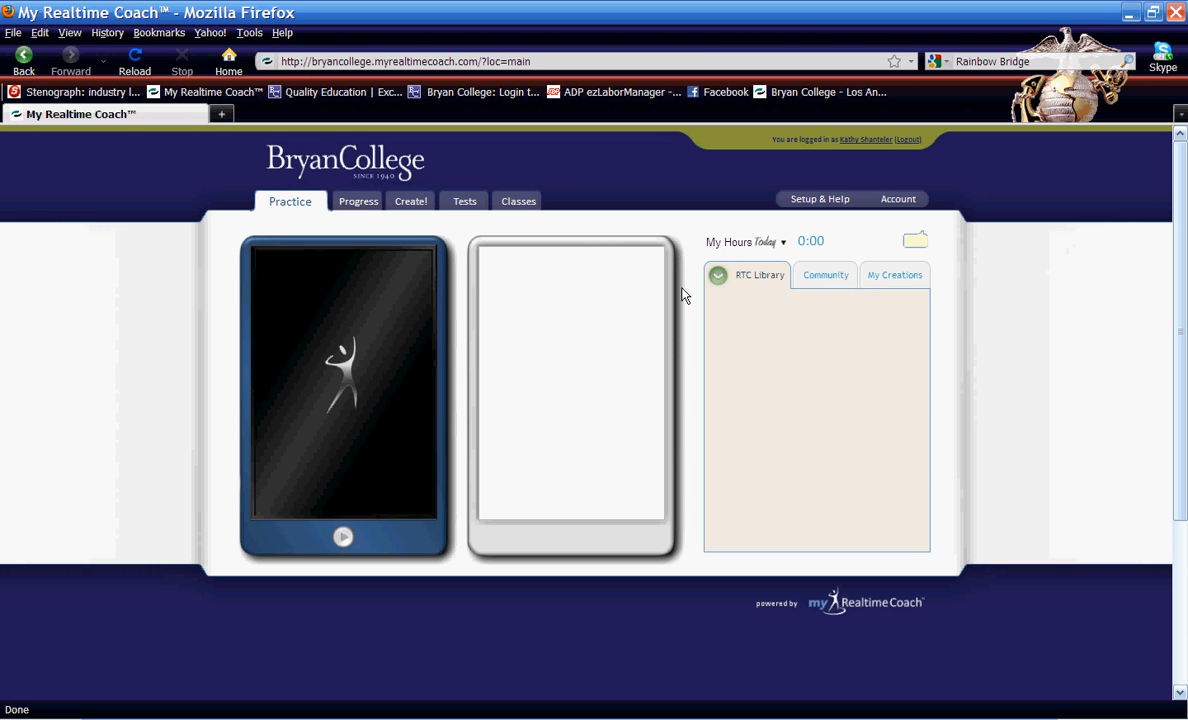 My Realtime Coach™ - Mozilla Firefox
File Edit View History Bookmarks Yahoo! Tools Help
Back Forward Reload Stop Home http://bryancollege.myrealtimecoach.com/?loc=main Rainbow Bridge Skype
Stenograph: industry l... My Realtime Coach™ Quality Education | Exc... Bryan College: Login t... ADP ezLaborManager -... Facebook Bryan College - Los An...
My Realtime Coach™
You are logged in as Kathy Shanteler (Logout)
BryanCollege
SINCE 1940
Practice Progress Create! Tests Classes Setup & Help Account
My Hours Today 0:00
RTC Library Community My Creations
powered by my Realtime Coach™
Done